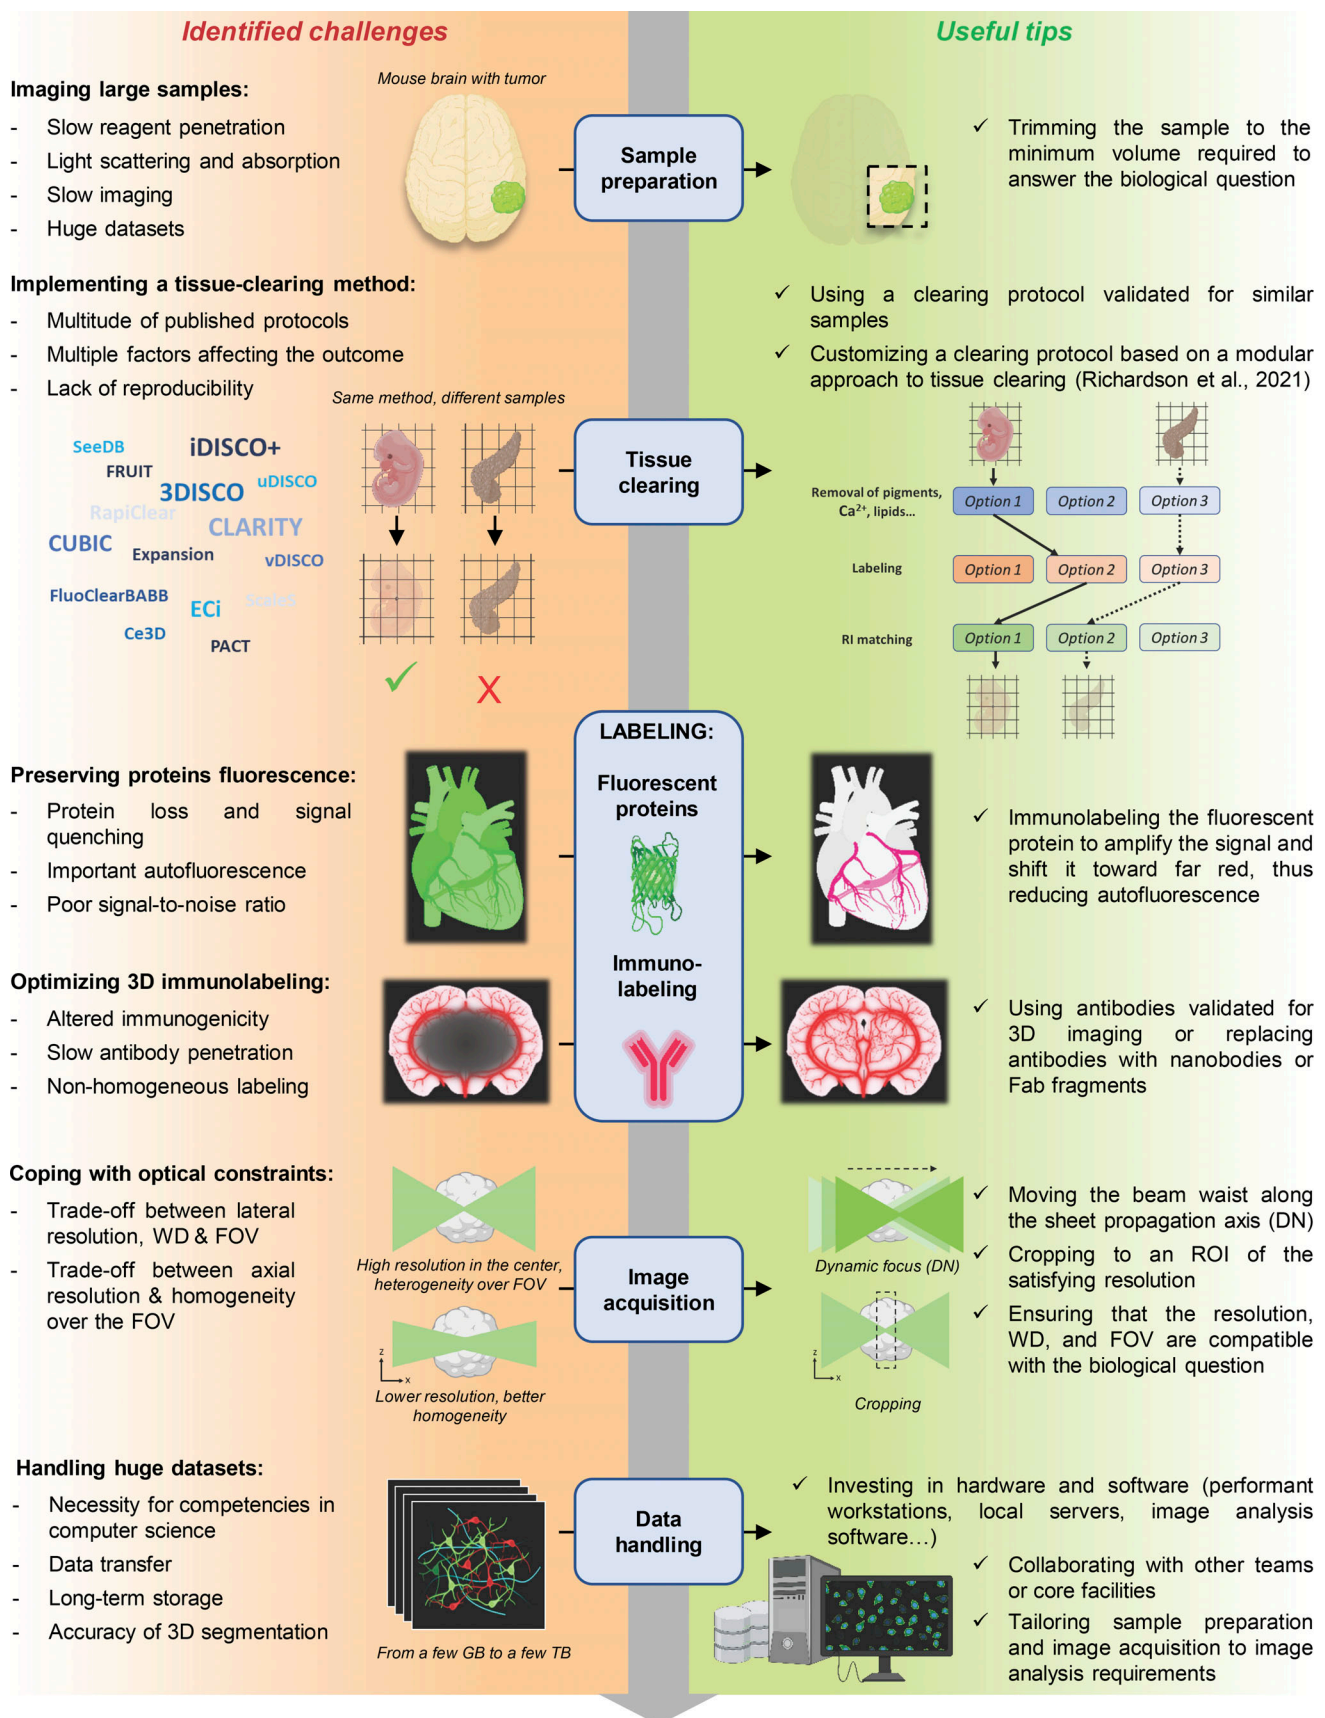 Identified challenges
Useful tips
Imaging large samples:
- Slow reagent penetration
- Light scattering and absorption
- Slow imaging
- Huge datasets
Mouse brain with tumor
Sample
preparation
✓ Trimming the sample to the
minimum volume required to
answer the biological question
Implementing a tissue-clearing method:
- Multitude of published protocols
- Multiple factors affecting the outcome
- Lack of reproducibility
SeeDB
iDISCO+
FRUIT
3DISCO
uDISCO
RapiClear
CLARITY
CUBIC
Expansion
vDISCO
FluoClearBABB
ECi
ScaleS
Ce3D
PACT
Same method, different samples
✓
X
Tissue
clearing
✓ Using a clearing protocol validated for similar
samples
✓ Customizing a clearing protocol based on a modular
approach to tissue clearing (Richardson et al., 2021)
Removal of pigments,
Ca2+, lipids...
Option 1
Option 2
Option 3
Labeling
Option 1
Option 2
Option 3
RI matching
Option 1
Option 2
Option 3
LABELING:
Fluorescent
proteins
Immuno-
labeling
Preserving proteins fluorescence:
- Protein loss and signal
quenching
- Important autofluorescence
- Poor signal-to-noise ratio
✓ Immunolabeling the fluorescent
protein to amplify the signal and
shift it toward far red, thus
reducing autofluorescence
Optimizing 3D immunolabeling:
- Altered immunogenicity
- Slow antibody penetration
- Non-homogeneous labeling
✓ Using antibodies validated for
3D imaging or replacing
antibodies with nanobodies or
Fab fragments
Coping with optical constraints:
- Trade-off between lateral
resolution, WD & FOV
- Trade-off between axial
resolution & homogeneity
over the FOV
High resolution in the center,
heterogeneity over FOV
z
x
Lower resolution, better
homogeneity
Image
acquisition
Dynamic focus (DN)
z
x
Cropping
✓ Moving the beam waist along
the sheet propagation axis (DN)
✓ Cropping to an ROI of the
satisfying resolution
✓ Ensuring that the resolution,
WD, and FOV are compatible
with the biological question
Handling huge datasets:
- Necessity for competencies in
computer science
- Data transfer
- Long-term storage
- Accuracy of 3D segmentation
From a few GB to a few TB
Data
handling
✓ Investing in hardware and software (performant
workstations, local servers, image analysis
software...)
✓ Collaborating with other teams
or core facilities
✓ Tailoring sample preparation
and image acquisition to image
analysis requirements